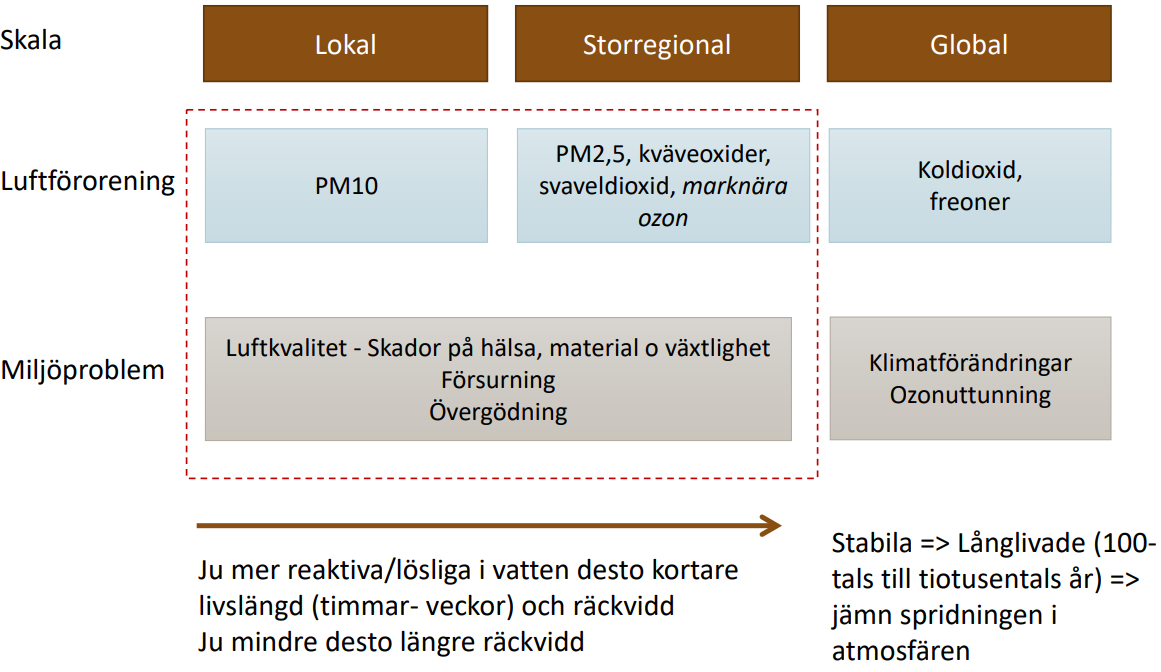 Skala
Lokal
Storregional
Global
Luftförorening
PM10
PM2,5, kväveoxider,
svaveldioxid, marknära
ozon
Koldioxid,
freoner
Miljöproblem
Luftkvalitet - Skador på hälsa, material o växtlighet
Försurning
Övergödning
Klimatförändringar
Ozonuttunning
Ju mer reaktiva/lösliga i vatten desto kortare
livslängd (timmar- veckor) och räckvidd
Ju mindre desto längre räckvidd
Stabila => Långlivade (100-
tals till tiotusentals år) =>
jämn spridningen i
atmosfären